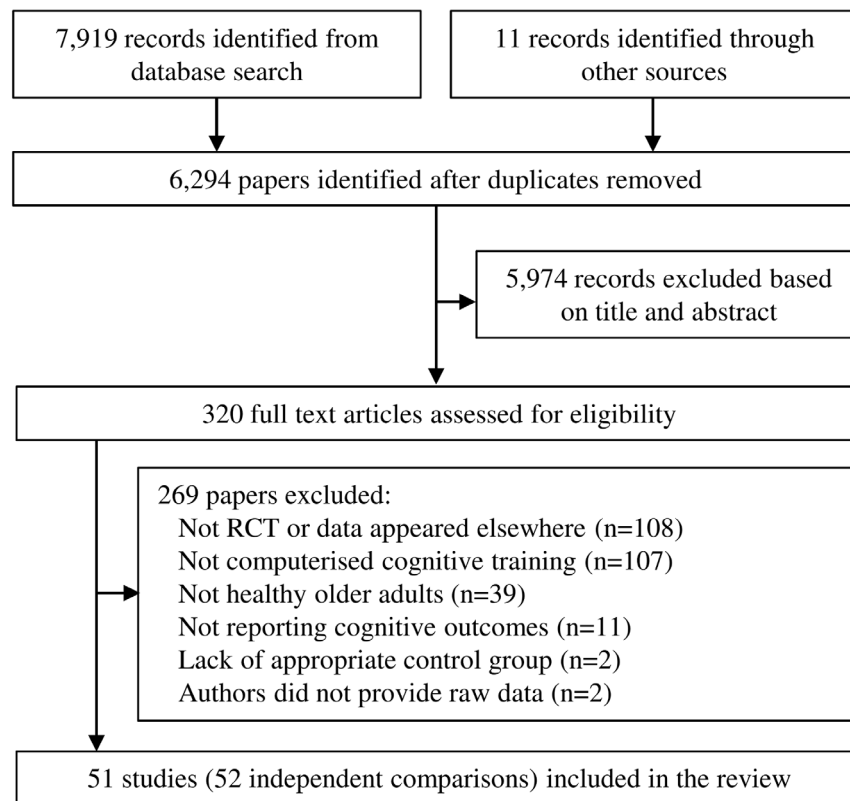 7,919 records identified from
database search
11 records identified through
other sources
6,294 papers identified after duplicates removed
5,974 records excluded based
on title and abstract
320 full text articles assessed for eligibility
269 papers excluded:
Not RCT or data appeared elsewhere (n=108)
Not computerised cognitive training (n=107)
Not healthy older adults (n=39)
Not reporting cognitive outcomes (n=11)
Lack of appropriate control group (n=2)
Authors did not provide raw data (n=2)
51 studies (52 independent comparisons) included in the review